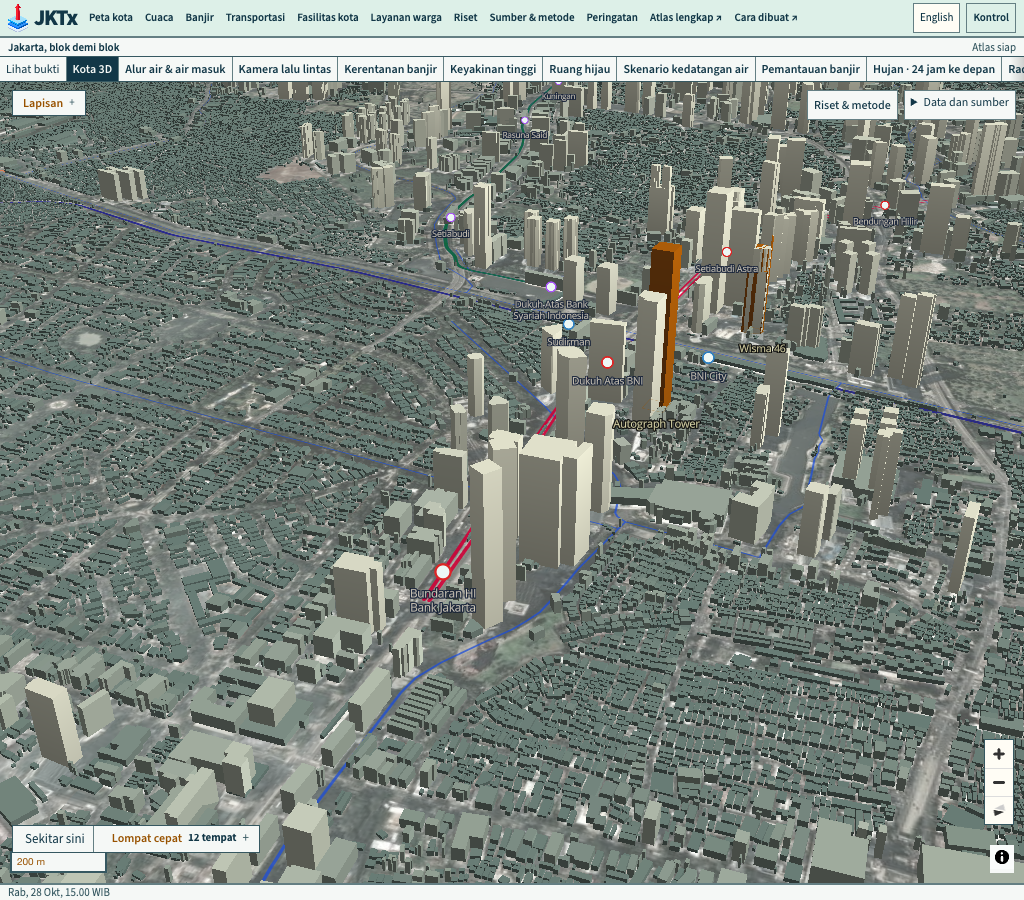 JKTx
Peta kota
Cuaca
Banjir
Transportasi
Fasilitas kota
Layanan warga
Riset
Sumber & metode
Peringatan
Atlas lengkap ↗
Cara dibuat ↗
English
Kontrol
Jakarta, blok demi blok
Atlas siap
Lihat bukti
Kota 3D
Alur air & air masuk
Kamera lalu lintas
Kerentanan banjir
Keyakinan tinggi
Ruang hijau
Skenario kedatangan air
Pemantauan banjir
Hujan · 24 jam ke depan
Lapisan +
Riset & metode
▶ Data dan sumber
Rasuna Said
Bendungan Hilir
Setiabudi
Setiabudi Astra
Dukuh Atas Bank
Syariah Indonesia
Sudirman
Wisma 46
BNI City
Dukuh Atas BNI
Autograph Tower
Bundaran HI
Bank Jakarta
Sekitar sini
Lompat cepat 12 tempat +
200 m
Rab, 28 Okt, 15.00 WIB